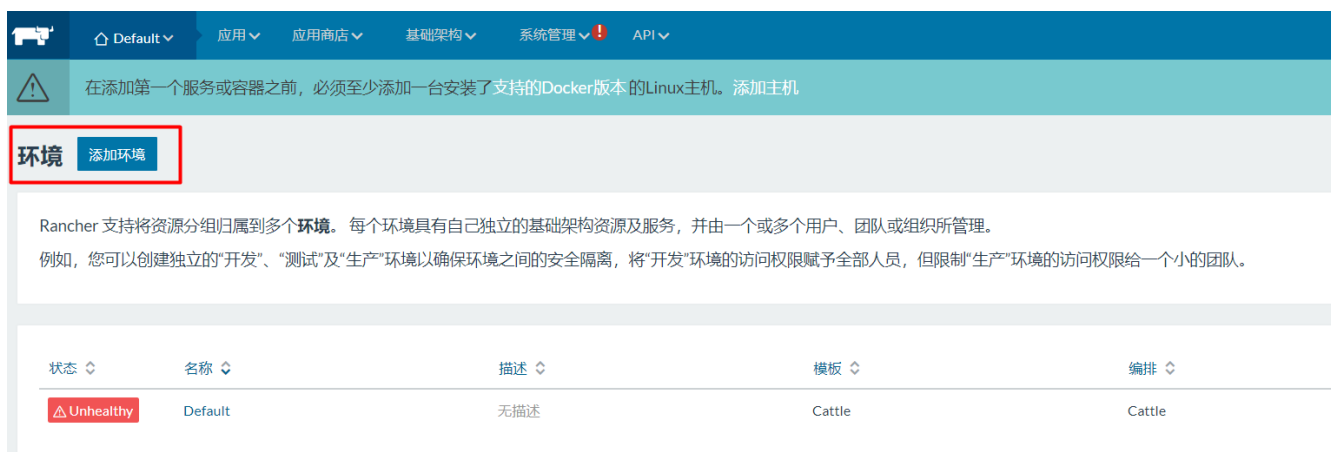 Default 应用 应用商店 基础架构 系统管理 ! API
在添加第一个服务或容器之前，必须至少添加一台安装了支持的Docker版本 的Linux主机。添加主机
环境 添加环境
Rancher 支持将资源分组归属到多个环境。 每个环境具有自己独立的基础架构资源及服务，并由一个或多个用户、团队或组织所管理。
例如，您可以创建独立的“开发”、“测试”及“生产”环境以确保环境之间的安全隔离，将“开发”环境的访问权限赋予全部人员，但限制“生产”环境的访问权限给一个小的团队。
状态 名称 描述 模板 编排
Unhealthy Default 无描述 Cattle Cattle